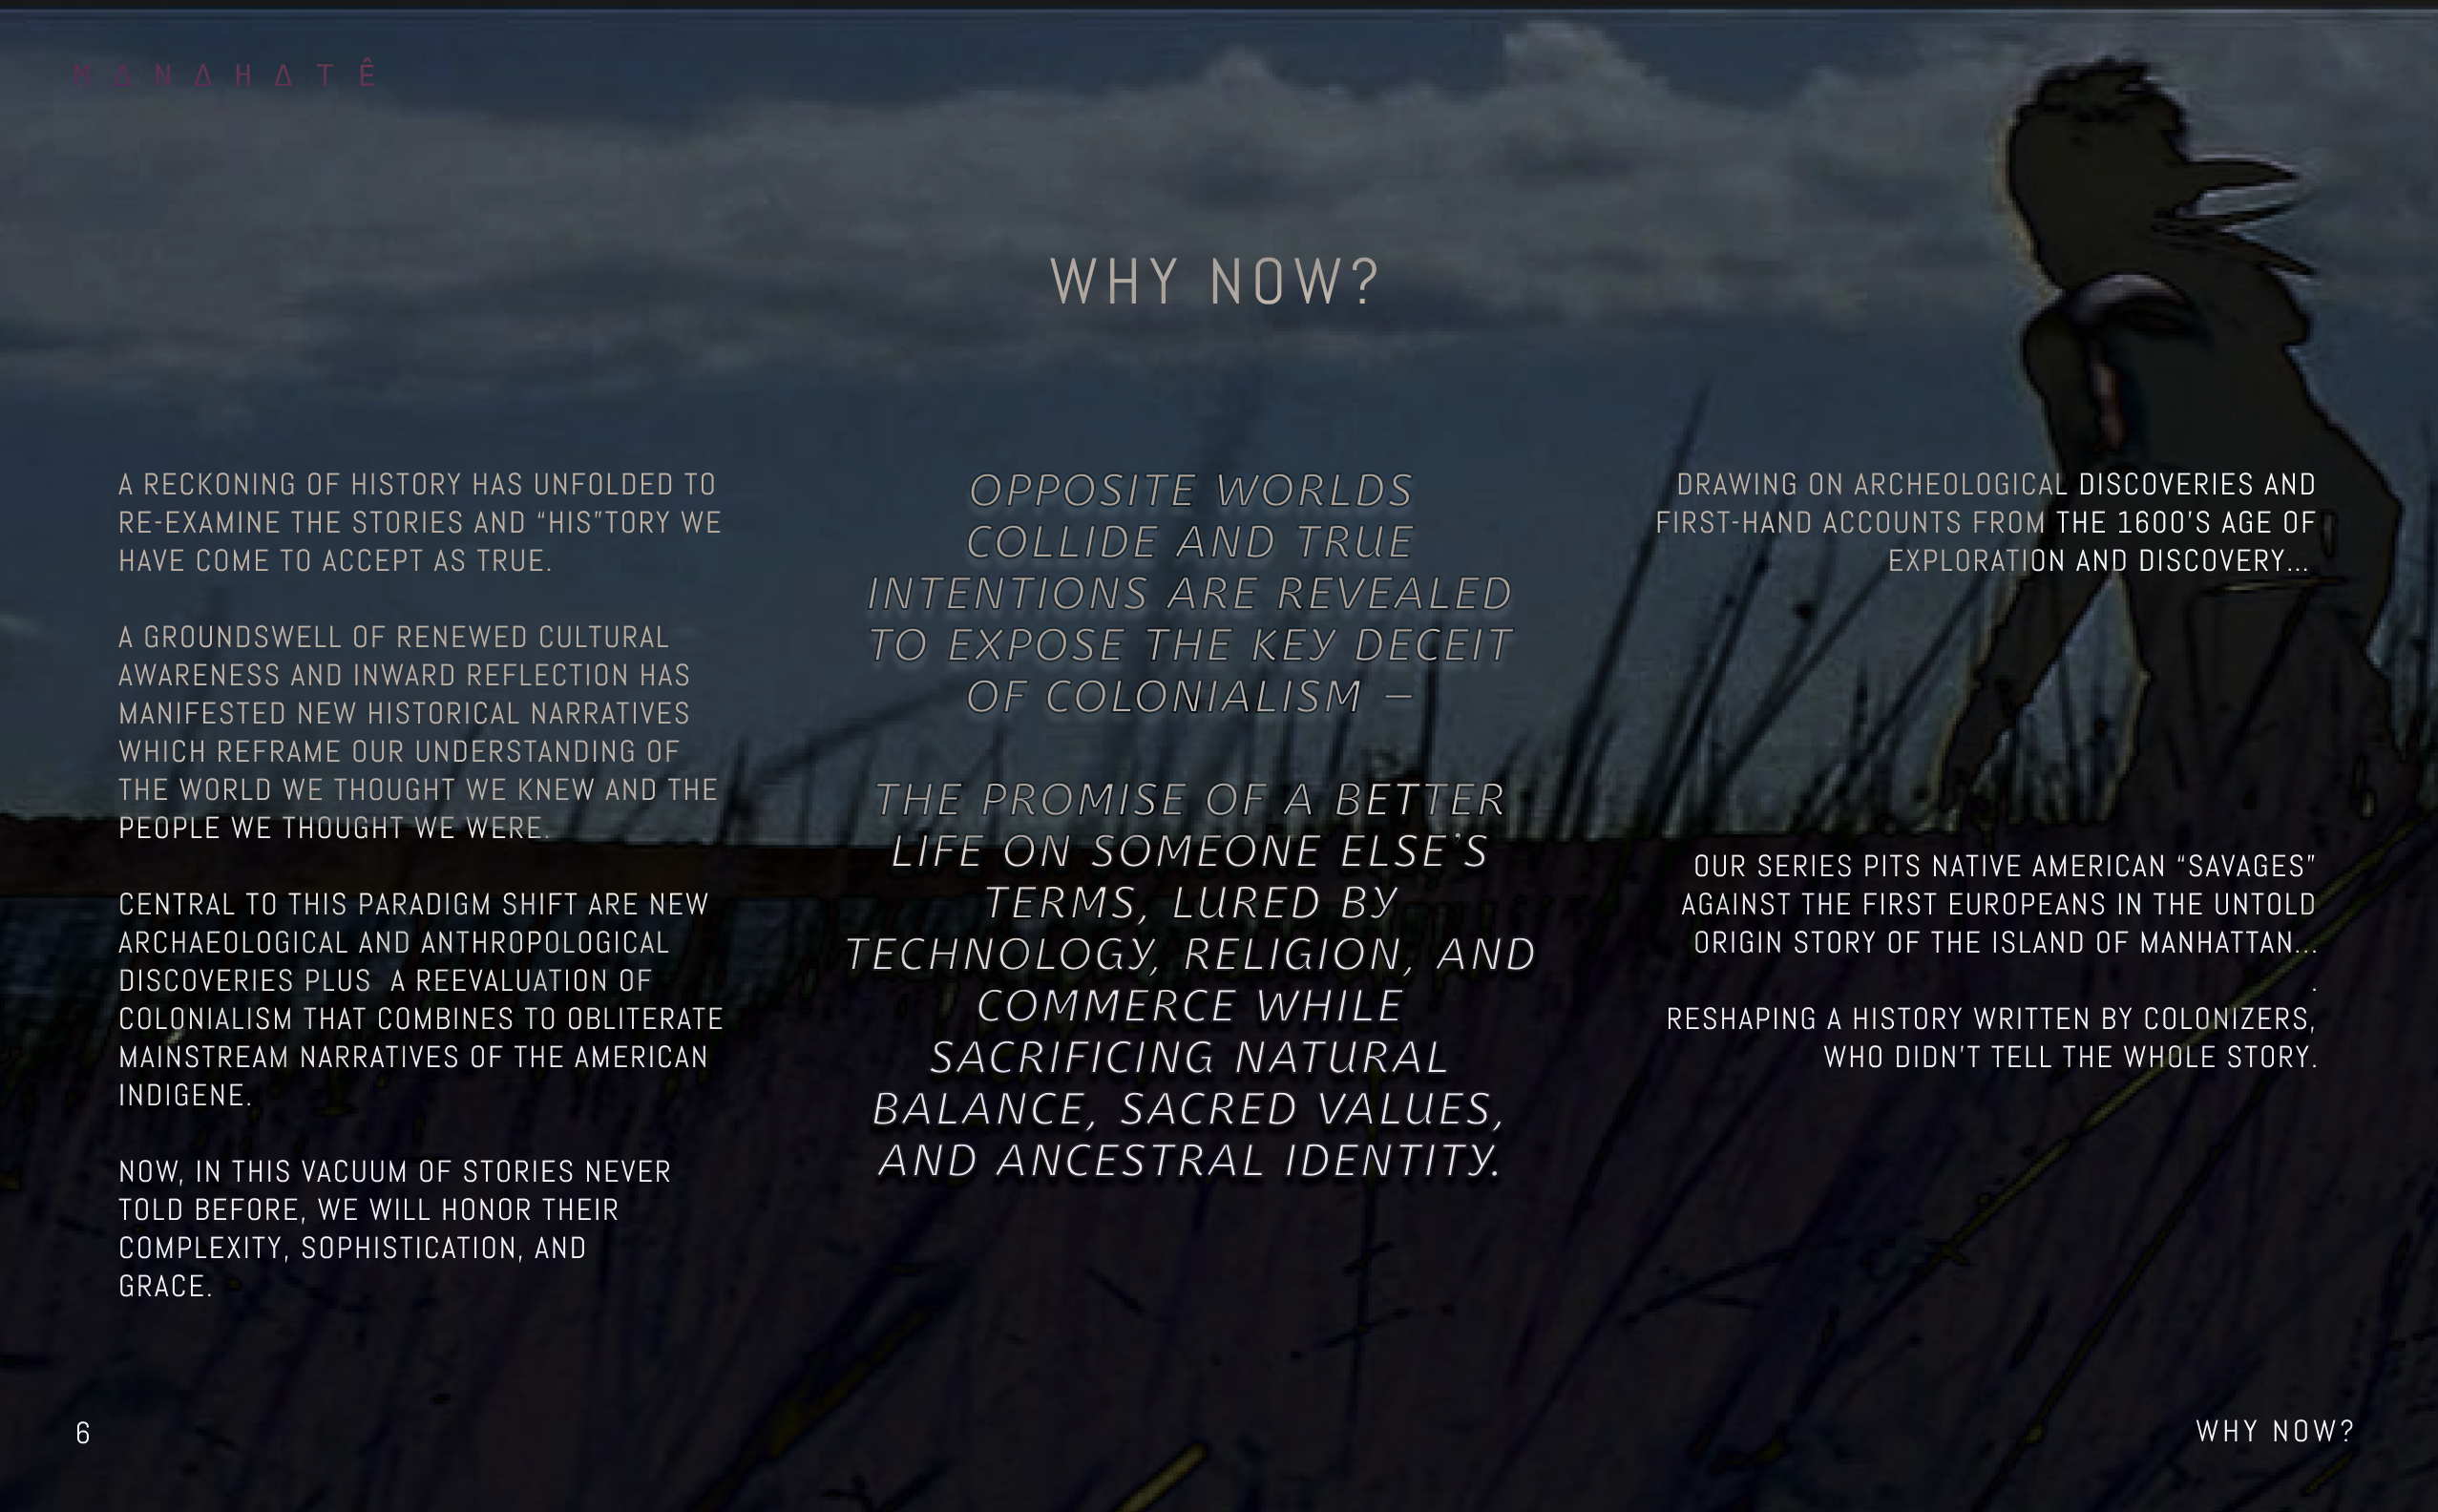 MANAHATÊ
WHY NOW?
A RECKONING OF HISTORY HAS UNFOLDED TO
RE-EXAMINE THE STORIES AND “HIS”TORY WE
HAVE COME TO ACCEPT AS TRUE.
A GROUNDSWELL OF RENEWED CULTURAL
AWARENESS AND INWARD REFLECTION HAS
MANIFESTED NEW HISTORICAL NARRATIVES
WHICH REFRAME OUR UNDERSTANDING OF
THE WORLD WE THOUGHT WE KNEW AND THE
PEOPLE WE THOUGHT WE WERE.
CENTRAL TO THIS PARADIGM SHIFT ARE NEW
ARCHAEOLOGICAL AND ANTHROPOLOGICAL
DISCOVERIES PLUS  A REEVALUATION OF
COLONIALISM THAT COMBINES TO OBLITERATE
MAINSTREAM NARRATIVES OF THE AMERICAN
INDIGENE.
NOW, IN THIS VACUUM OF STORIES NEVER
TOLD BEFORE, WE WILL HONOR THEIR
COMPLEXITY, SOPHISTICATION, AND
GRACE.
OPPOSITE WORLDS
COLLIDE AND TRUE
INTENTIONS ARE REVEALED
TO EXPOSE THE KEY DECEIT
OF COLONIALISM –
THE PROMISE OF A BETTER
LIFE ON SOMEONE ELSE'S
TERMS, LURED BY
TECHNOLOGY, RELIGION, AND
COMMERCE WHILE
SACRIFICING NATURAL
BALANCE, SACRED VALUES,
AND ANCESTRAL IDENTITY.
DRAWING ON ARCHEOLOGICAL DISCOVERIES AND
FIRST-HAND ACCOUNTS FROM THE 1600’S AGE OF
EXPLORATION AND DISCOVERY...
OUR SERIES PITS NATIVE AMERICAN “SAVAGES”
AGAINST THE FIRST EUROPEANS IN THE UNTOLD
ORIGIN STORY OF THE ISLAND OF MANHATTAN...
.
RESHAPING A HISTORY WRITTEN BY COLONIZERS,
WHO DIDN’T TELL THE WHOLE STORY.
6
WHY NOW?